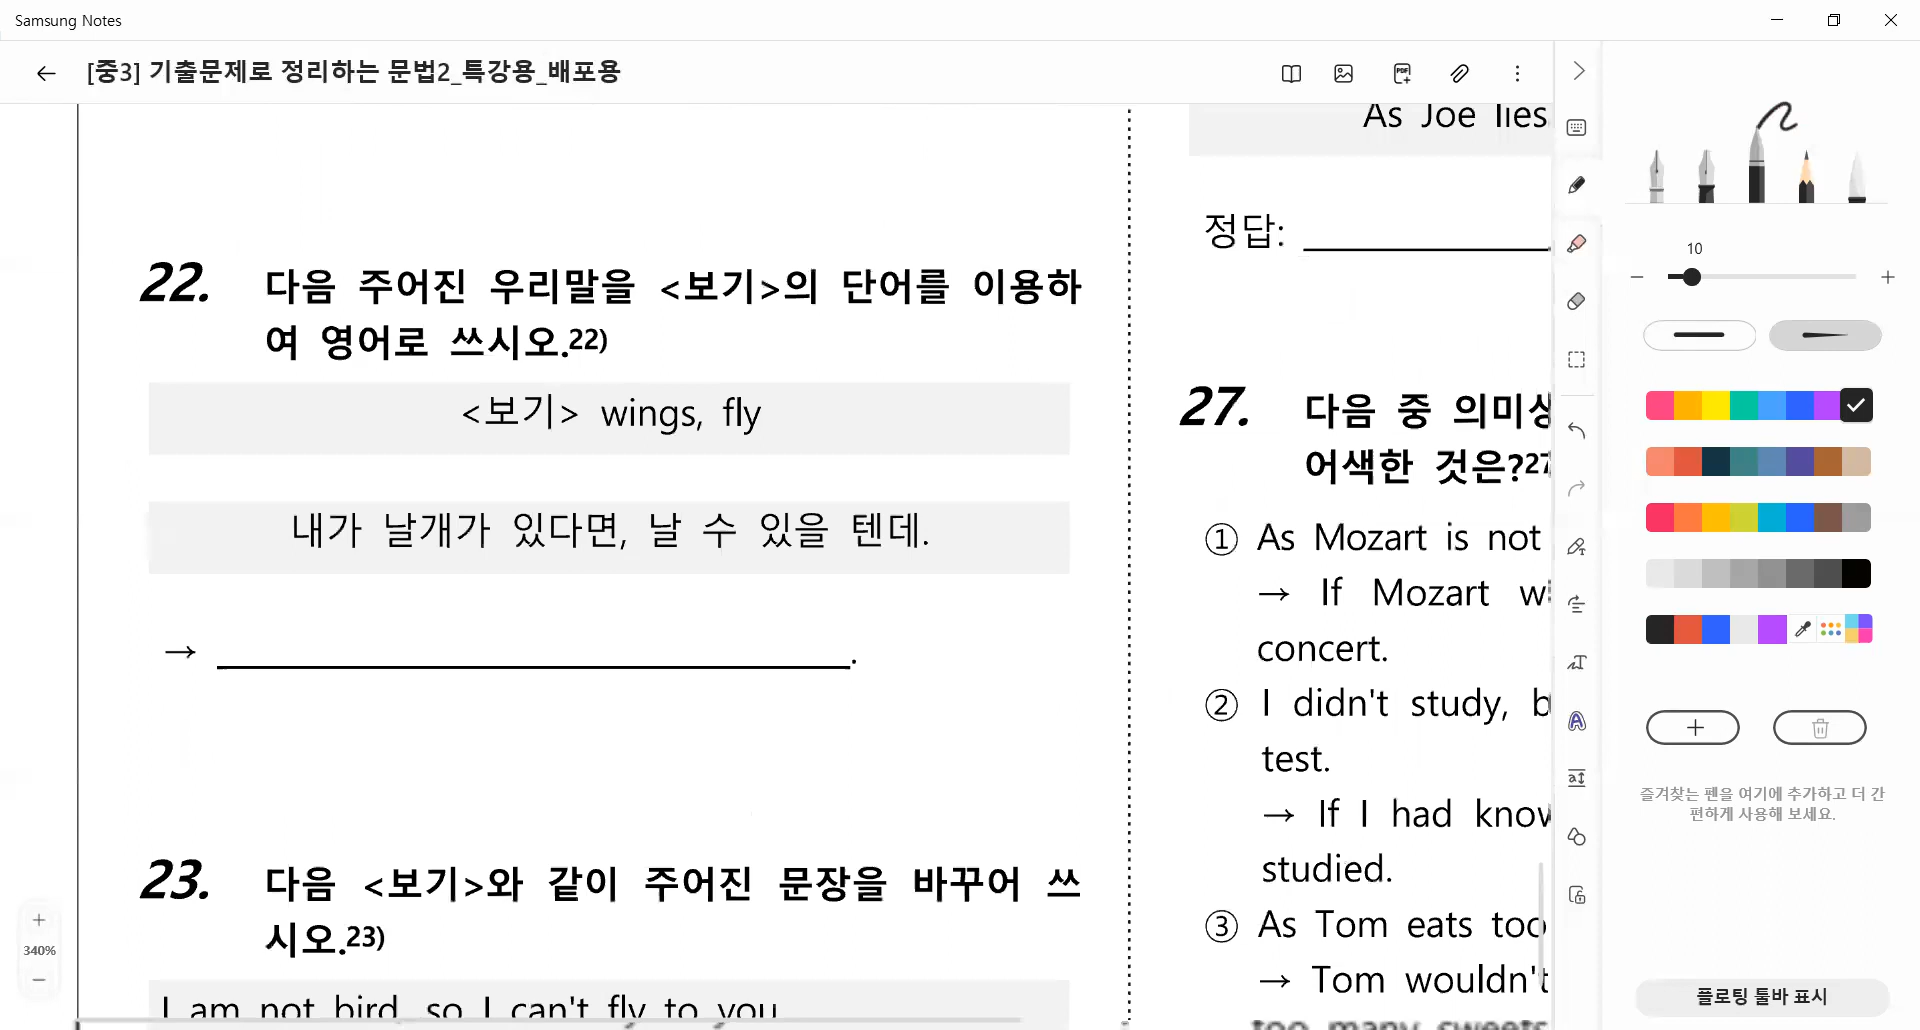 Samsung Notes
[중3] 기출문제로 정리하는 문법2_특강용_배포용
22. 다음 주어진 우리말을 <보기>의 단어를 이용하
여 영어로 쓰시오.22)
<보기> wings, fly
내가 날개가 있다면, 날 수 있을 텐데.
→ ______________________.
23. 다음 <보기>와 같이 주어진 문장을 바꾸어 쓰
시오.23)
I am not bird, so I can't fly to you
As Joe lies
정답: __________
27. 다음 중 의미상
어색한 것은?27
① As Mozart is not
→ If Mozart w
concert.
② I didn't study, b
test.
→ If I had know
studied.
③ As Tom eats too
→ Tom wouldn't
too many sweets
10
즐겨찾는 펜을 여기에 추가하고 더 간
편하게 사용해 보세요.
플로팅 툴바 표시
340%